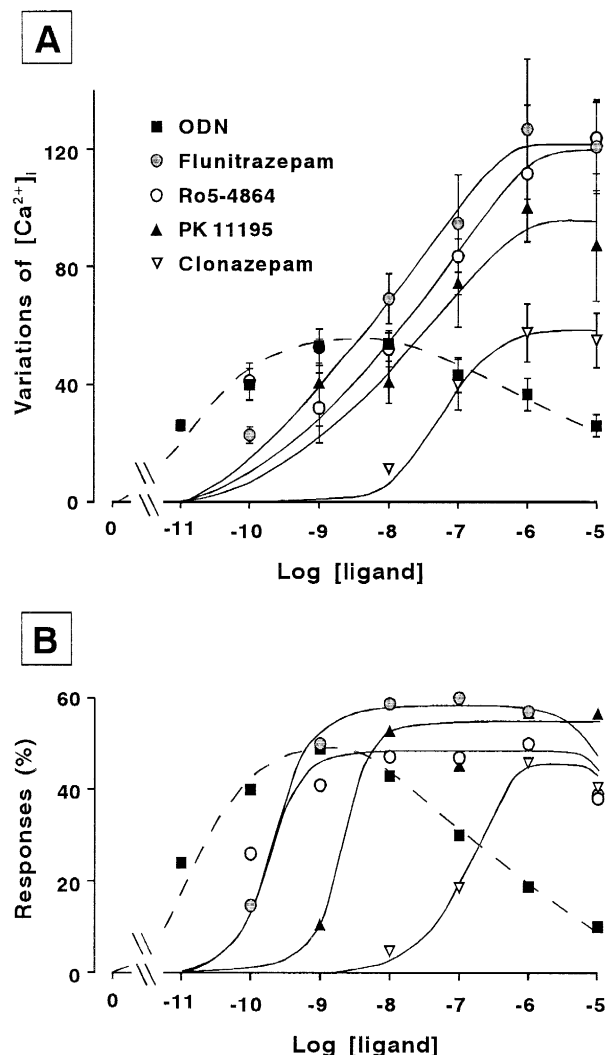 A
Variations of [Ca2+]i
120
80
40
0
ODN
Flunitrazepam
Ro5-4864
PK 11195
Clonazepam
0 -11 -10 -9 -8 -7 -6 -5
Log [ligand]
B
Responses (%)
60
40
20
0
0 -11 -10 -9 -8 -7 -6 -5
Log [ligand]